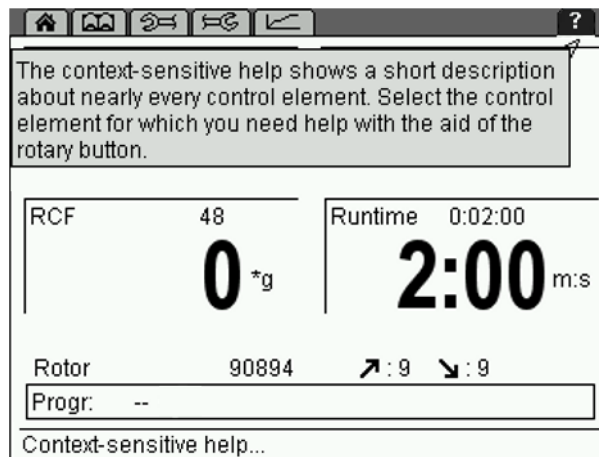 ?
The context-sensitive help shows a short description
about nearly every control element. Select the control
element for which you need help with the aid of the
rotary button.
RCF 48
0 *g
Runtime 0:02:00
2:00 m:s
Rotor 90894 ↗ : 9 ↘ : 9
Progr: --
Context-sensitive help...